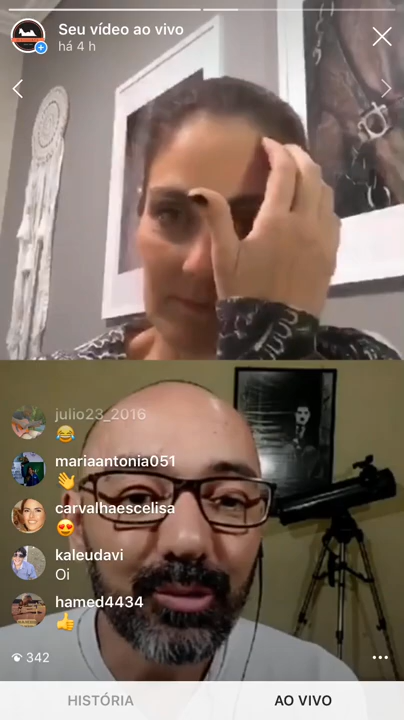 Seu vídeo ao vivo
há 4 h
julio23_2016
😂
mariaantonia051
👋
carvalhaescelisa
😍
kaleudavi
Oi
hamed4434
👍
342
HISTÓRIA
AO VIVO